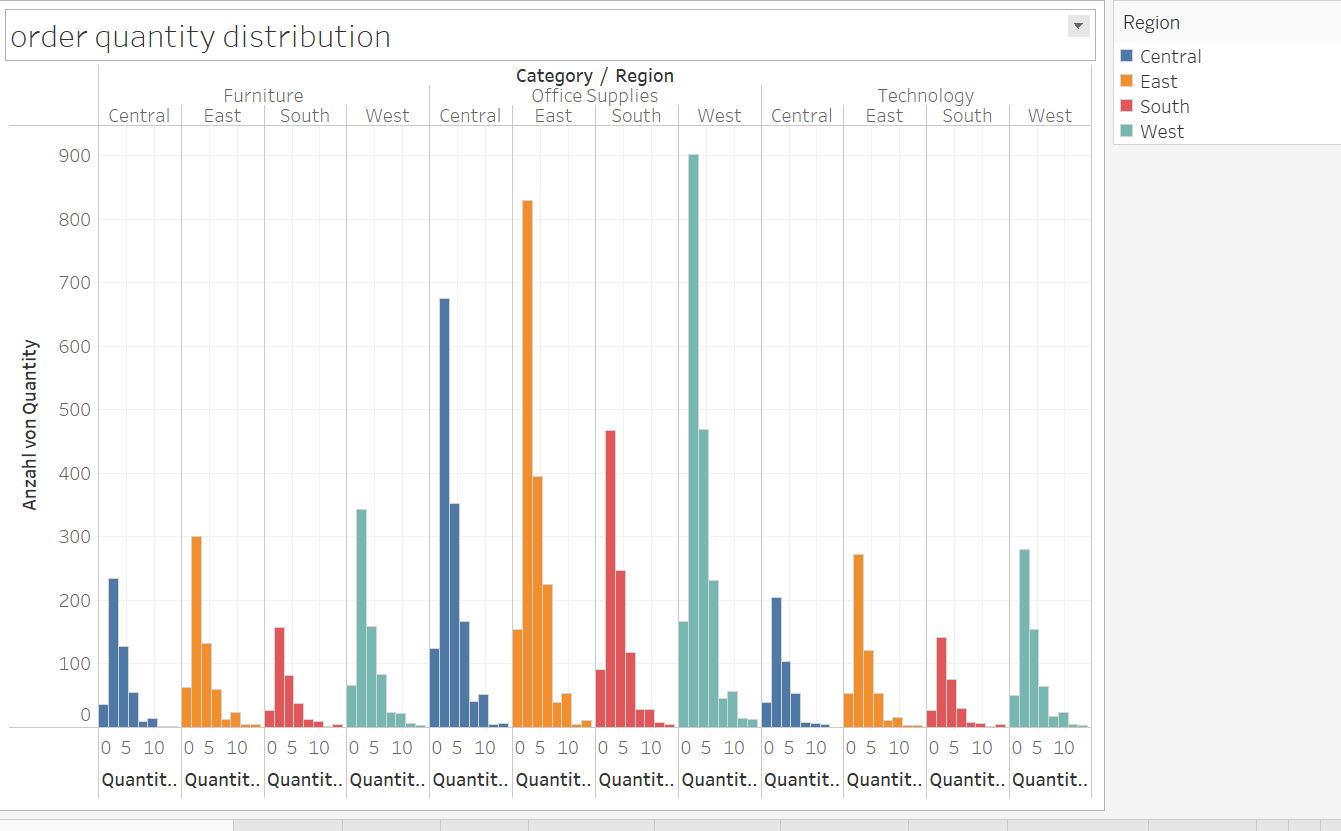 order quantity distribution
Category / Region
Furniture Office Supplies Technology
Central East South West Central East South West Central East South West
900
800
700
600
500
400
300
200
100
0
Anzahl von Quantity
0 5 10 0 5 10 0 5 10 0 5 10 0 5 10 0 5 10 0 5 10 0 5 10 0 5 10 0 5 10 0 5 10 0 5 10
Quantit.. Quantit.. Quantit.. Quantit.. Quantit.. Quantit.. Quantit.. Quantit.. Quantit.. Quantit.. Quantit.. Quantit..
Region
Central
East
South
West